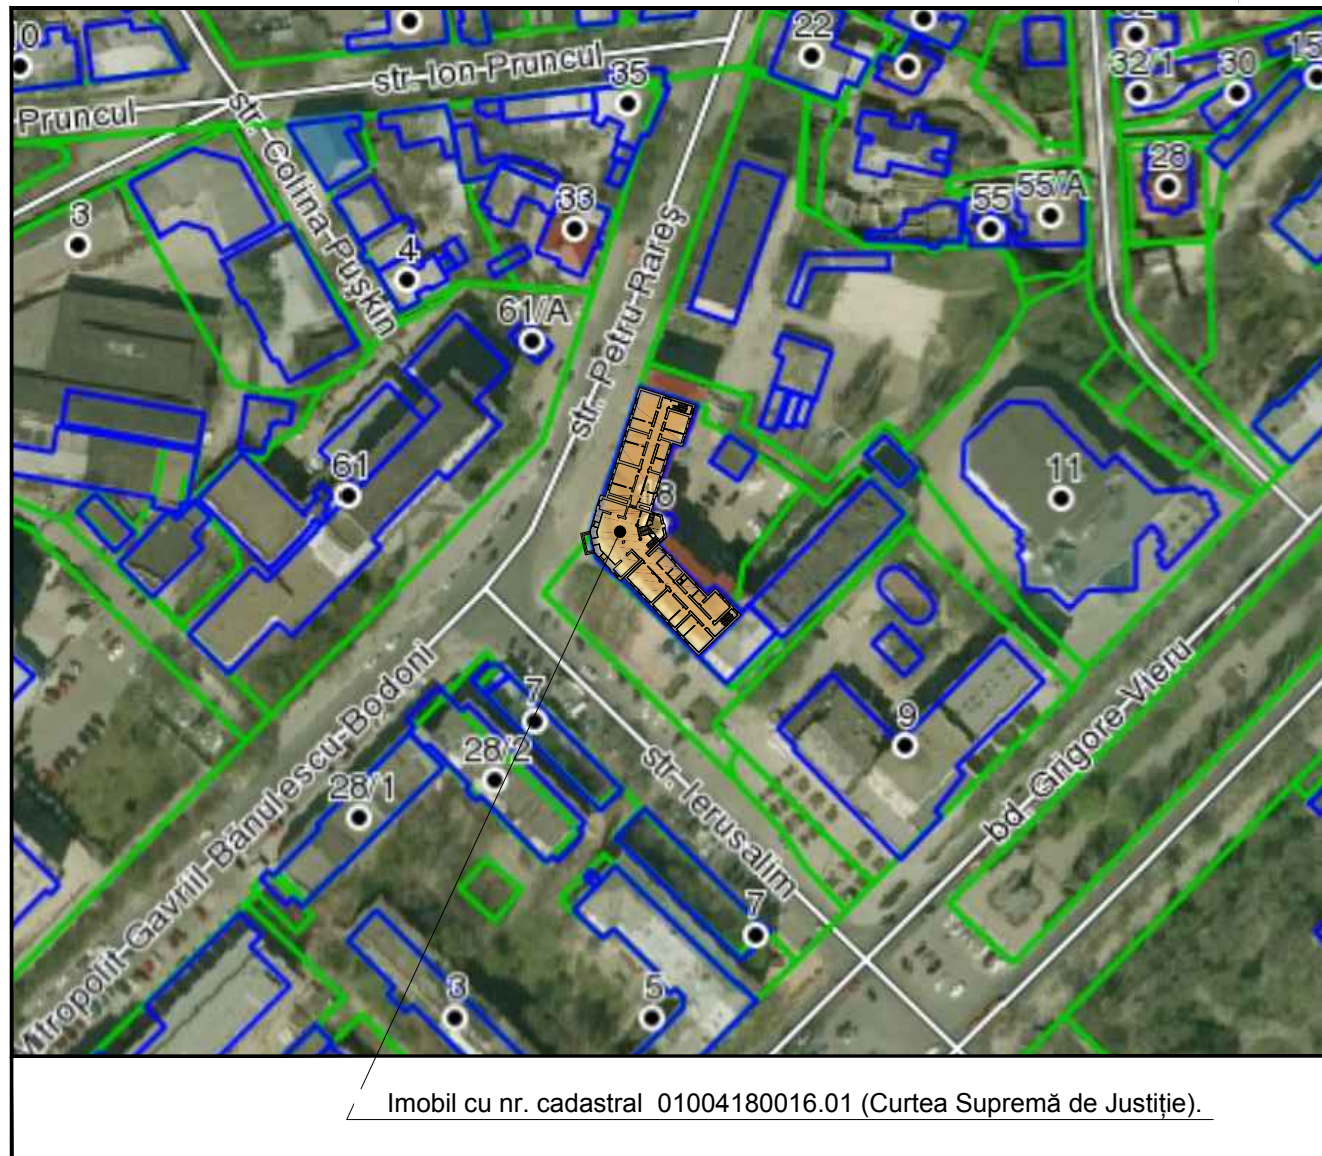 22
32/1
30
15
35
str. Ion Pruncul
Pruncul
str. Colina Pușkin
28
55
55/A
3
33
4
61/A
str. Petru Rareș
61
18
11
7
28/2
28/1
9
Mitropolit Gavriil Bănulescu-Bodoni
str. Ierusalim
bd. Grigore Vieru
7
3
5
Imobil cu nr. cadastral 01004180016.01 (Curtea Supremă de Justiție).